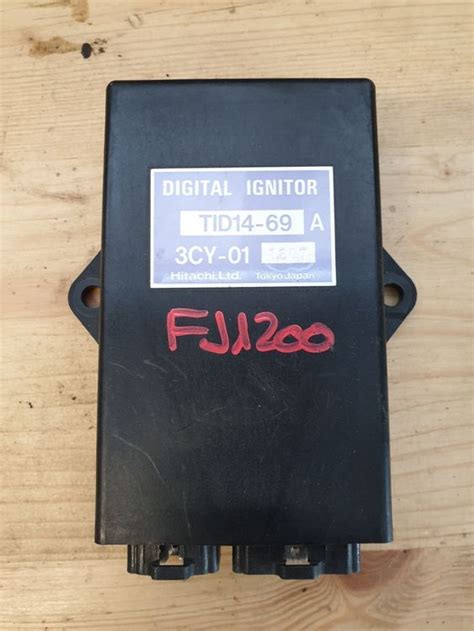 DIGITAL IGNITOR
TID14-69 A
3CY-01
Hitachi, Ltd. Tokyo Japan
FJ1200